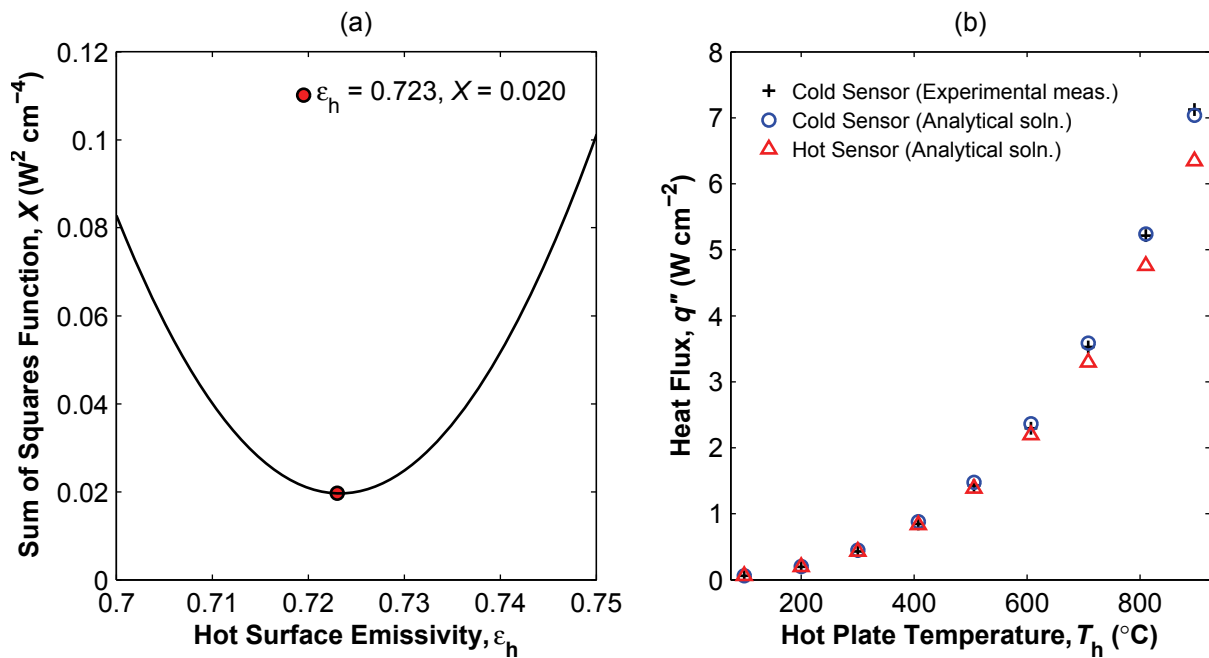 (a)
Sum of Squares Function, X (W² cm⁻⁴)
0.12
0.1
0.08
0.06
0.04
0.02
0
εh = 0.723, X = 0.020
0.7
0.71
0.72
0.73
0.74
0.75
Hot Surface Emissivity, εh
(b)
Heat Flux, q″ (W cm⁻²)
8
7
6
5
4
3
2
1
0
Cold Sensor (Experimental meas.)
Cold Sensor (Analytical soln.)
Hot Sensor (Analytical soln.)
200
400
600
800
Hot Plate Temperature, Th (°C)